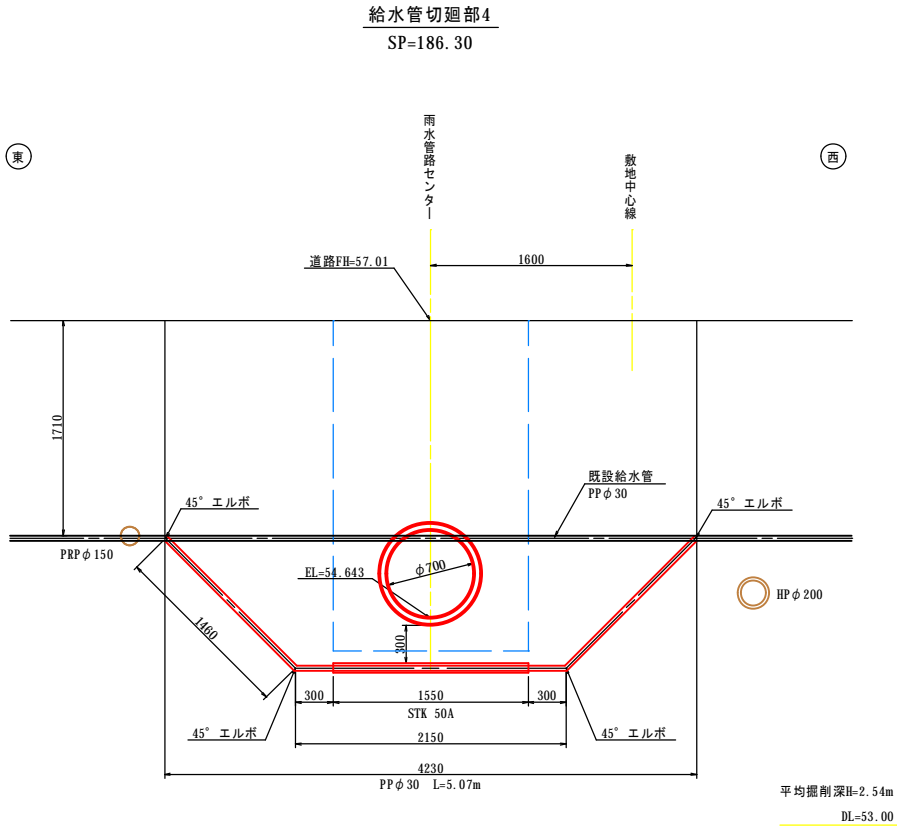 給水管切廻部4
SP=186.30
雨水管路センター
東
西
敷地中心線
道路FH=57.01
1600
1710
既設給水管
PPφ30
45° エルボ
45° エルボ
PRPφ150
EL=54.643
φ700
HPφ200
1460
300
300
1550
300
STK 50A
45° エルボ
2150
45° エルボ
4230
PPφ30 L=5.07m
平均掘削深H=2.54m
DL=53.00